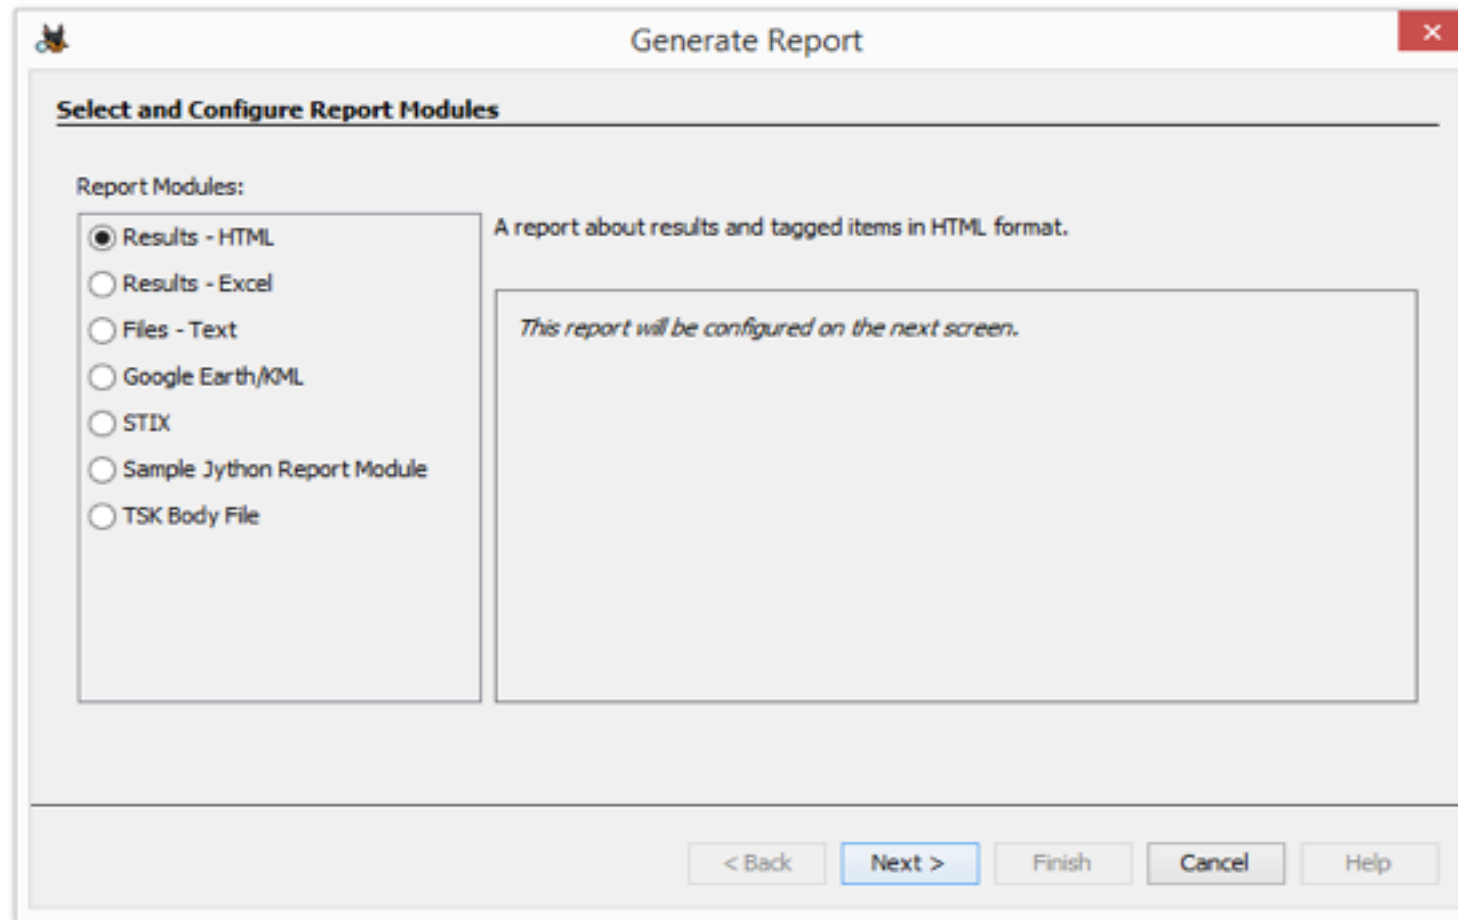 Generate Report
Select and Configure Report Modules
Report Modules:
Results - HTML
Results - Excel
Files - Text
Google Earth/KML
STIX
Sample Jython Report Module
TSK Body File
A report about results and tagged items in HTML format.
This report will be configured on the next screen.
< Back
Next >
Finish
Cancel
Help